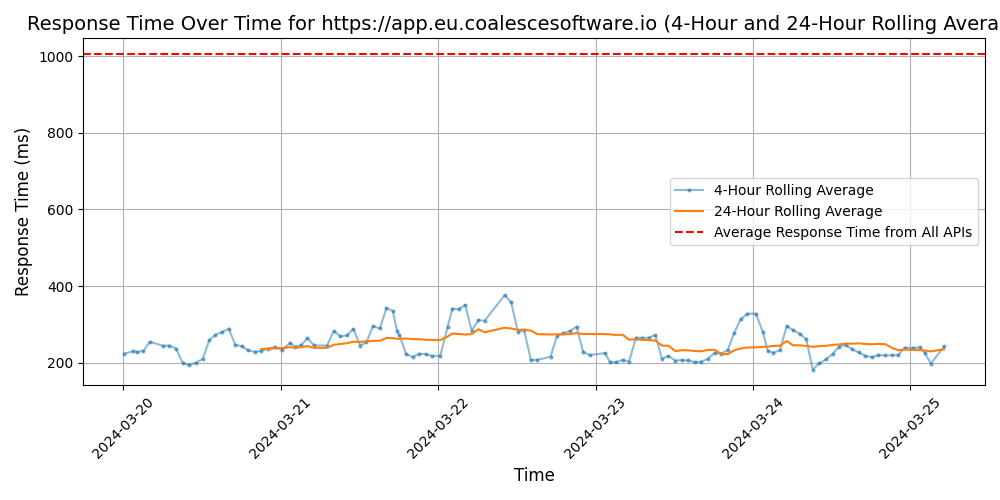 Response Time Over Time for https://app.eu.coalescesoftware.io (4-Hour and 24-Hour Rolling Avera
Response Time (ms)
1000
800
600
400
200
4-Hour Rolling Average
24-Hour Rolling Average
Average Response Time from All APIs
2024-03-20
2024-03-21
2024-03-22
2024-03-23
2024-03-24
2024-03-25
Time